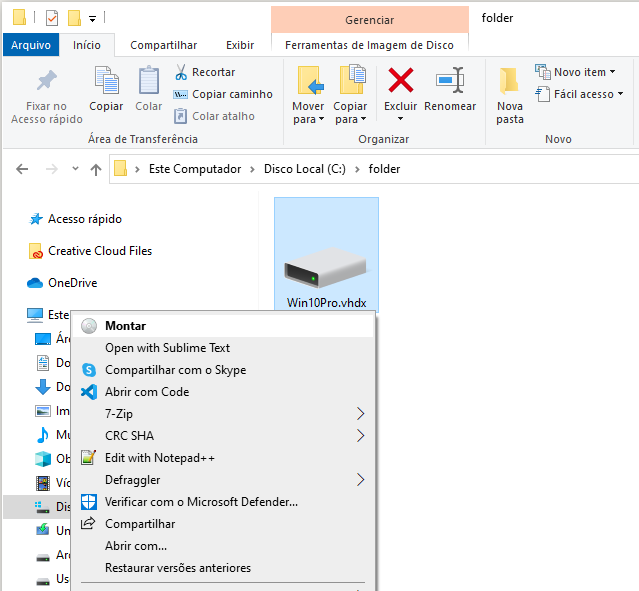 Gerenciar
folder
Arquivo
Início
Compartilhar
Exibir
Ferramentas de Imagem de Disco
Fixar no
Acesso rápido
Copiar
Colar
Recortar
Copiar caminho
Colar atalho
Mover
para
Copiar
para
Excluir
Renomear
Nova
pasta
Novo item
Fácil acesso
Área de Transferência
Organizar
Novo
Este Computador
Disco Local (C:)
folder
Acesso rápido
Creative Cloud Files
OneDrive
Este
Win10Pro.vhdx
Ár
Do
Do
Im
Mú
Ob
Víc
Dis
Un
Arc
Us
Montar
Open with Sublime Text
Compartilhar com o Skype
Abrir com Code
7-Zip
CRC SHA
Edit with Notepad++
Defraggler
Verificar com o Microsoft Defender...
Compartilhar
Abrir com...
Restaurar versões anteriores